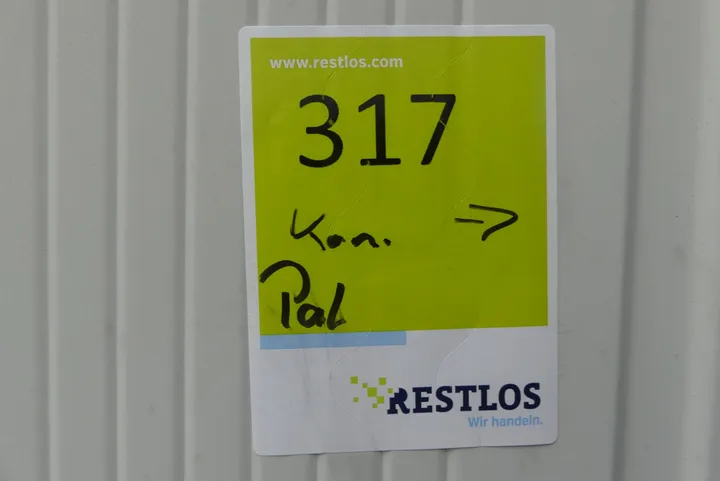 www.restlos.com
317
Kon. =>
Pal
RESTLOS
Wir handeln.